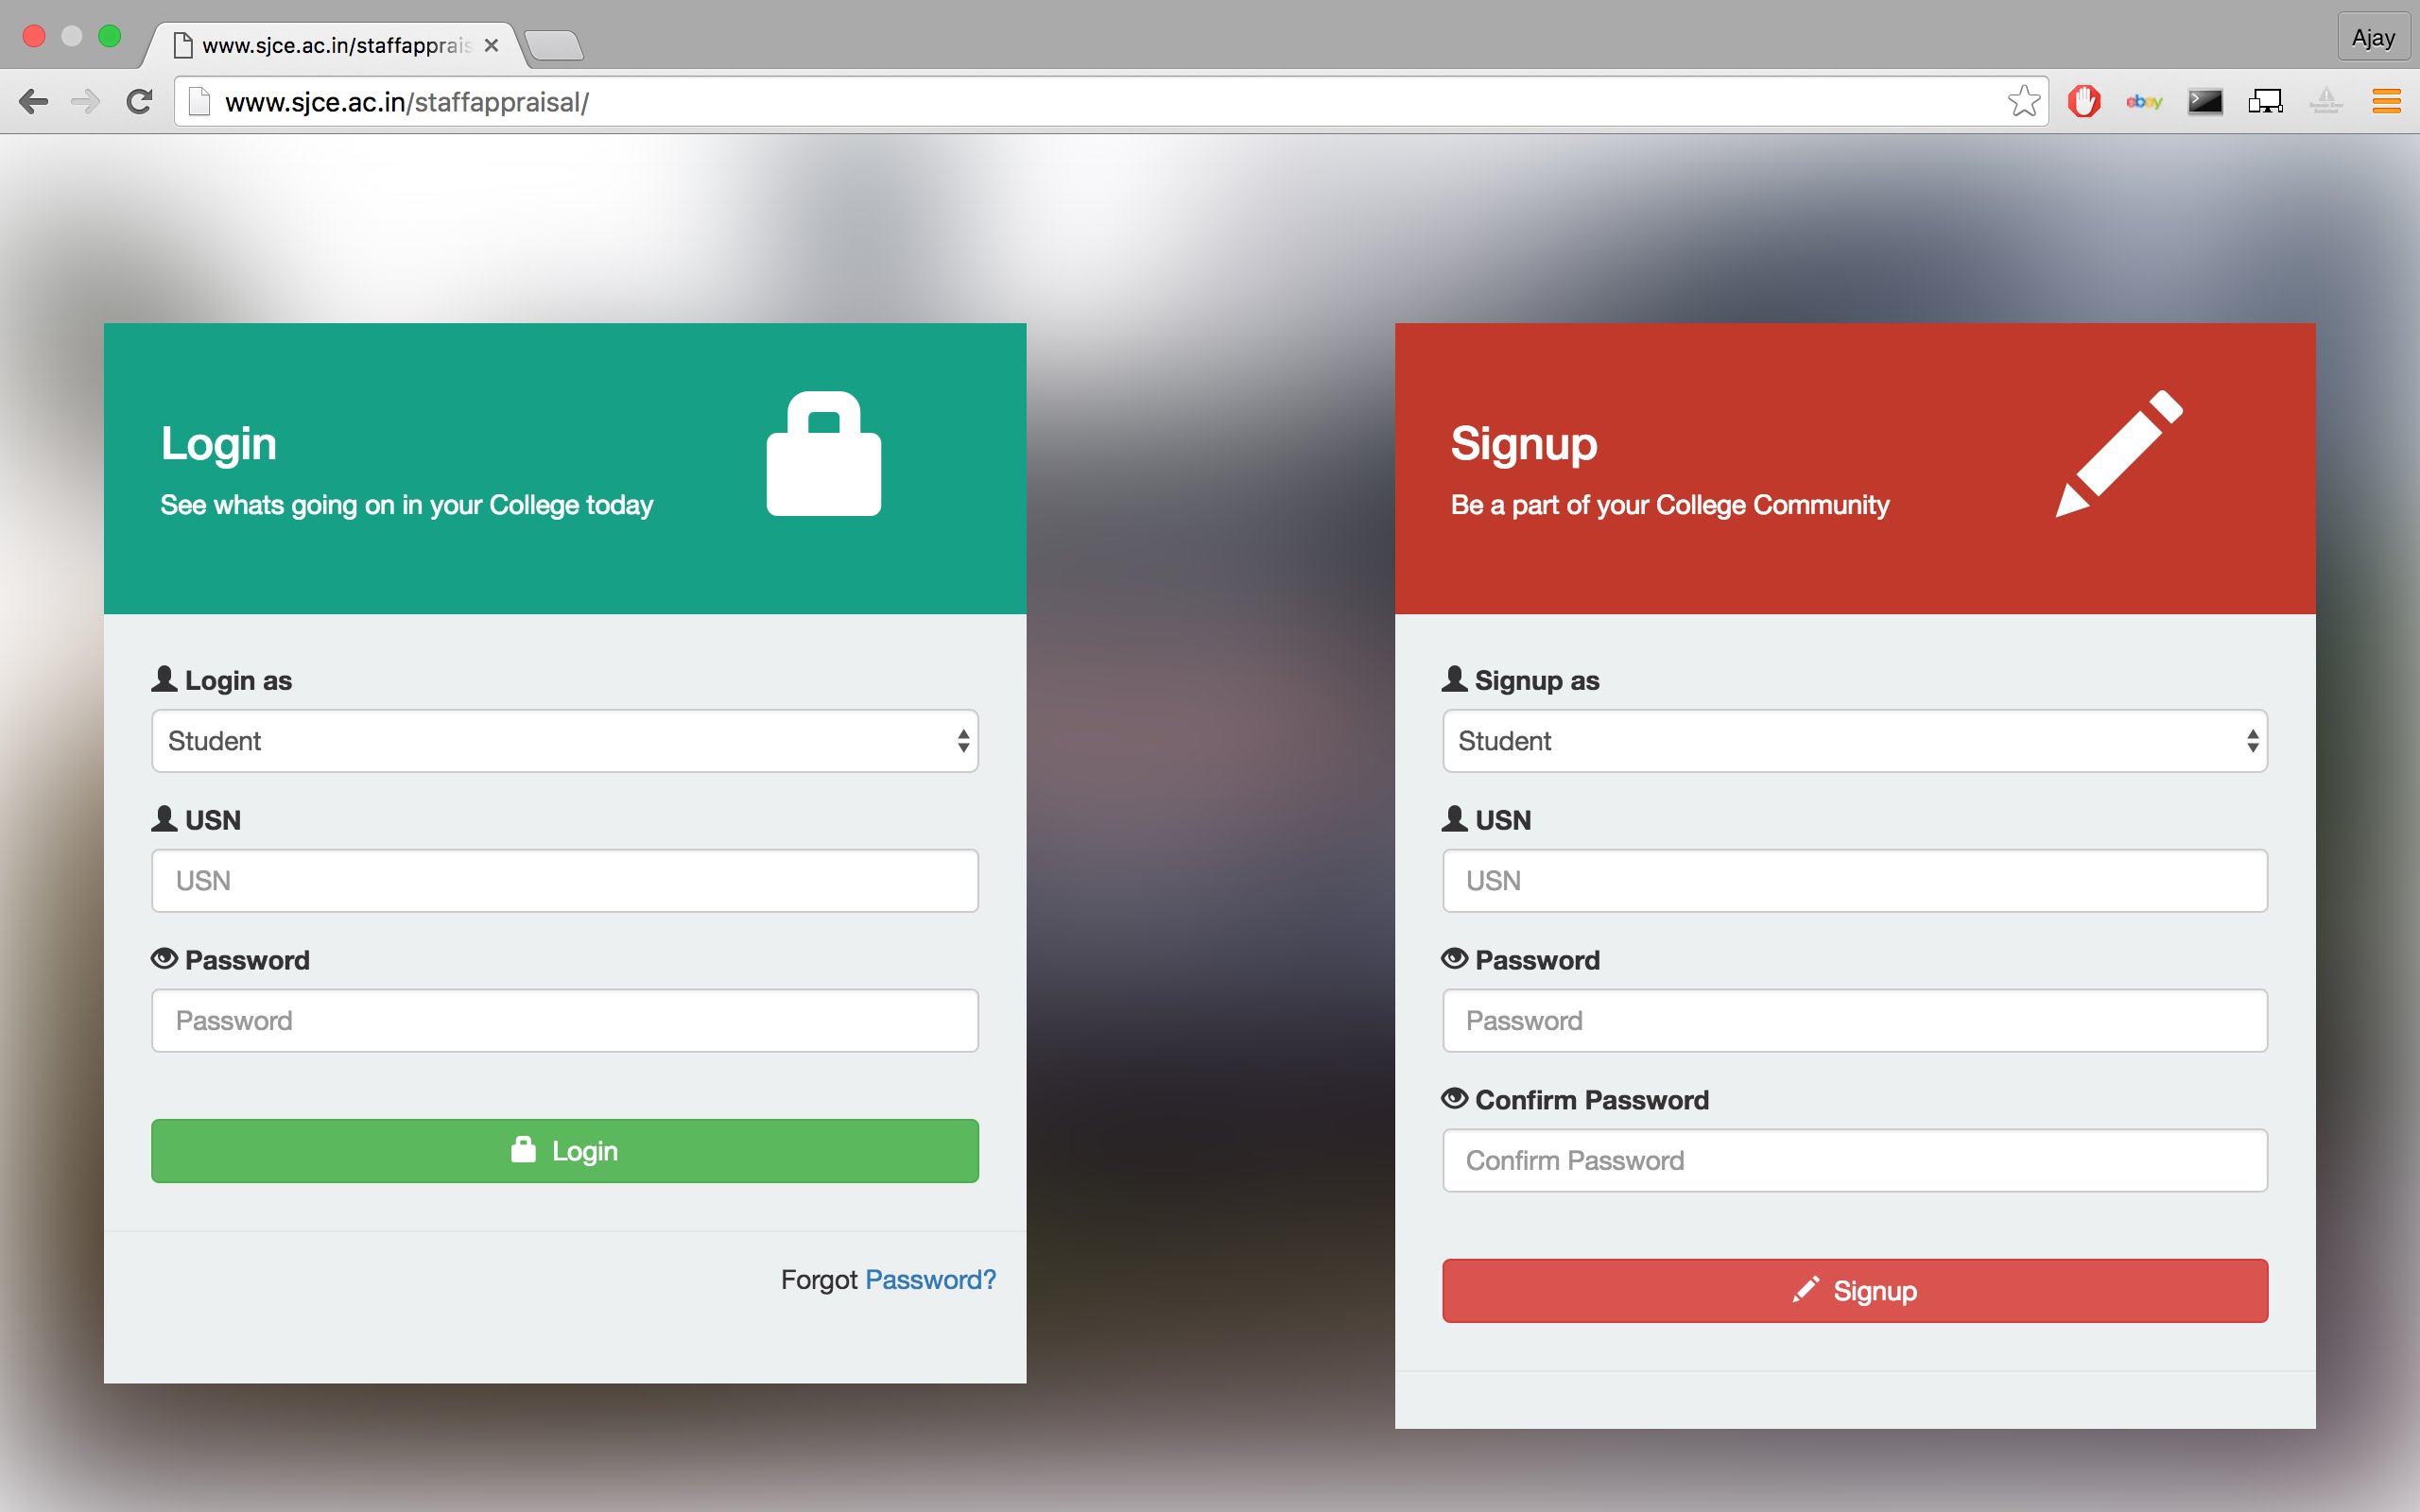 www.sjce.ac.in/staffapprais
Ajay
www.sjce.ac.in/staffappraisal/
ebay
Login
See whats going on in your College today
Login as
Student
USN
USN
Password
Password
Login
Forgot Password?
Signup
Be a part of your College Community
Signup as
Student
USN
USN
Password
Password
Confirm Password
Confirm Password
Signup